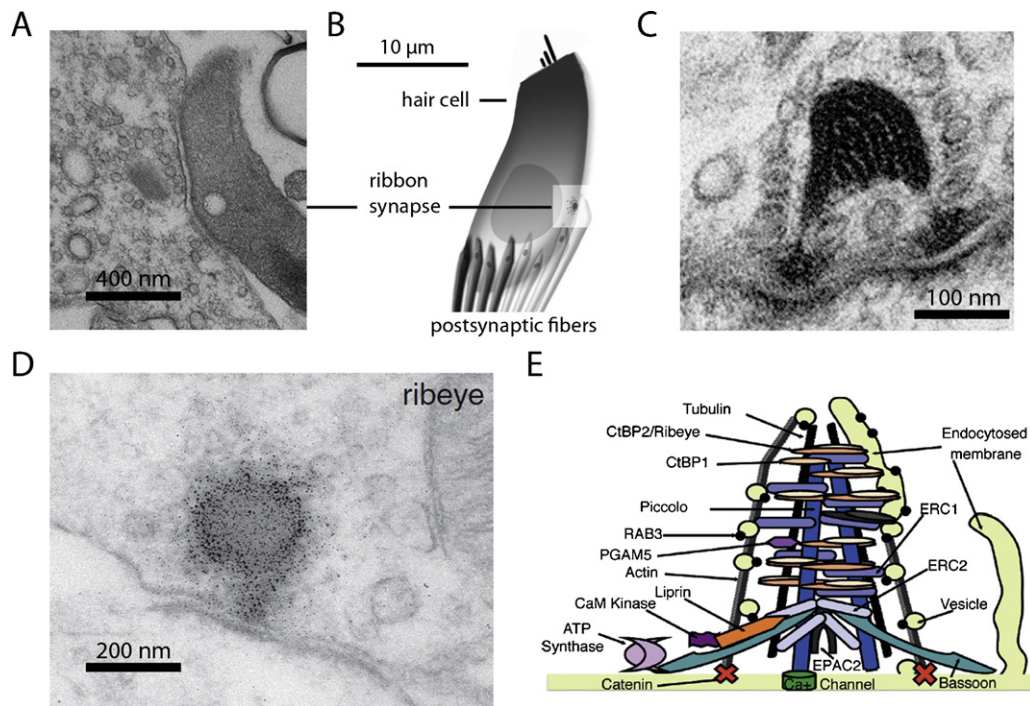 A
400 nm
B
10 µm
hair cell
ribbon
synapse
postsynaptic fibers
C
100 nm
D
ribeye
200 nm
E
Tubulin
CtBP2/Ribeye
CtBP1
Piccolo
RAB3
PGAM5
Actin
Liprin
CaM Kinase
ATP
Synthase
Catenin
Ca+ Channel
EPAC2
Bassoon
Vesicle
ERC2
ERC1
Endocytosed
membrane